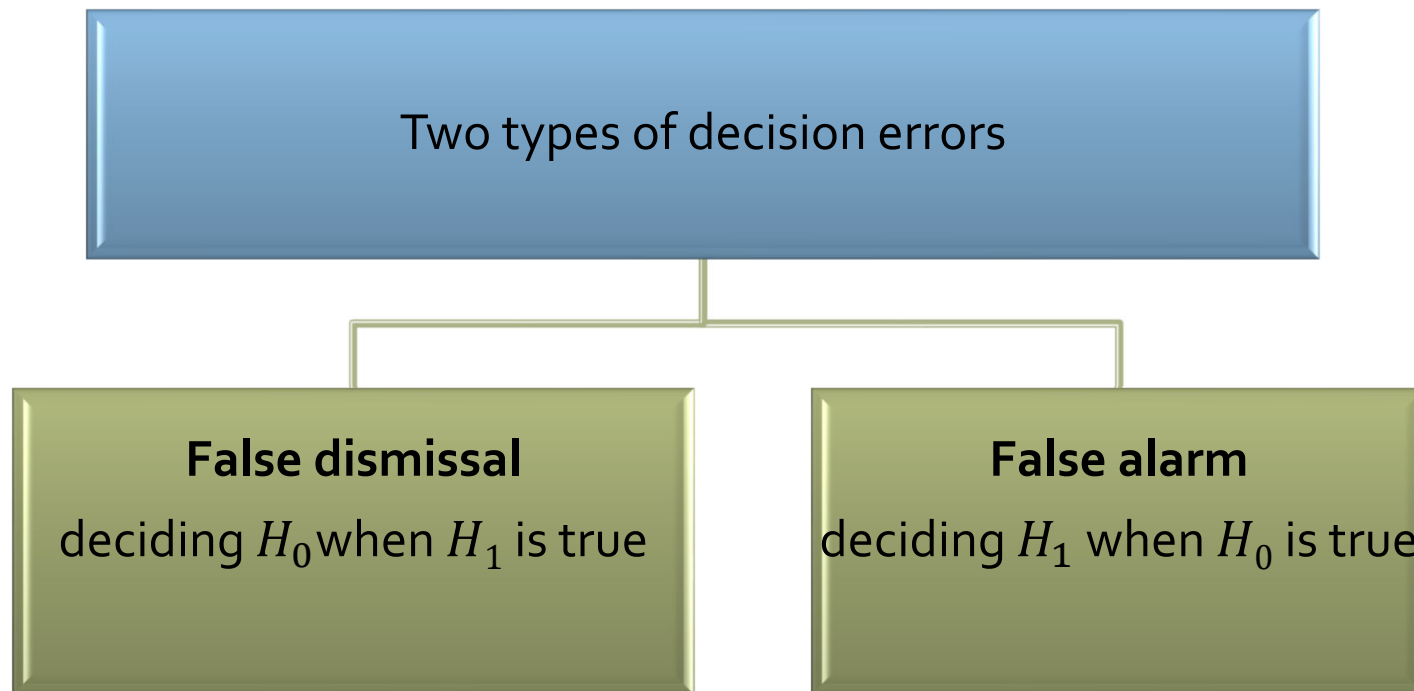 Two types of decision errors
False dismissal
deciding H₀ when H₁ is true
False alarm
deciding H₁ when H₀ is true